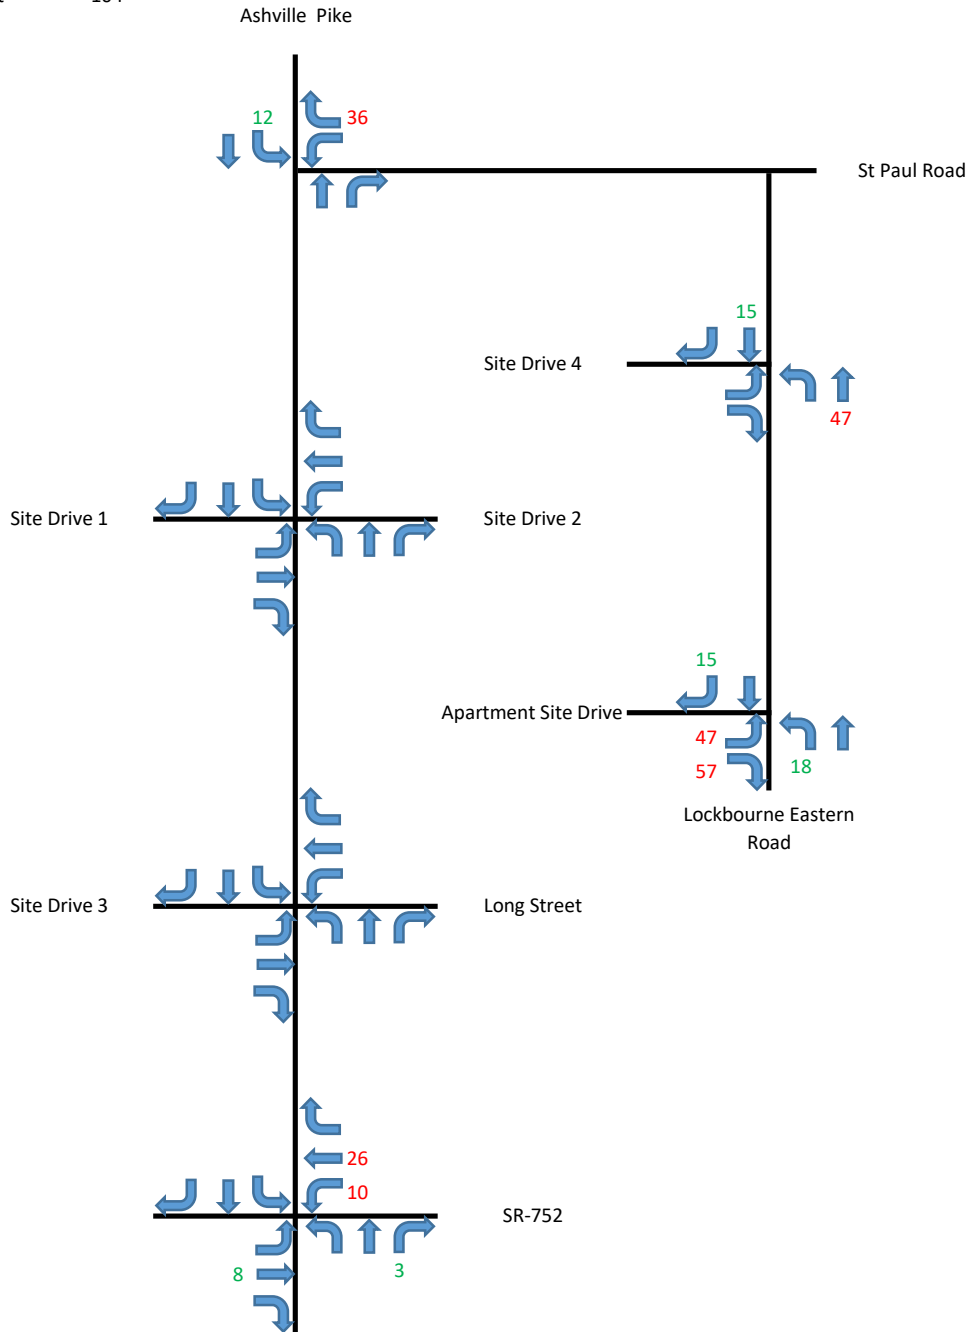 Ashville Pike
12
36
St Paul Road
15
Site Drive 4
47
Site Drive 1
Site Drive 2
15
Apartment Site Drive
47
57
18
Lockbourne Eastern
Road
Site Drive 3
Long Street
26
10
SR-752
8
3